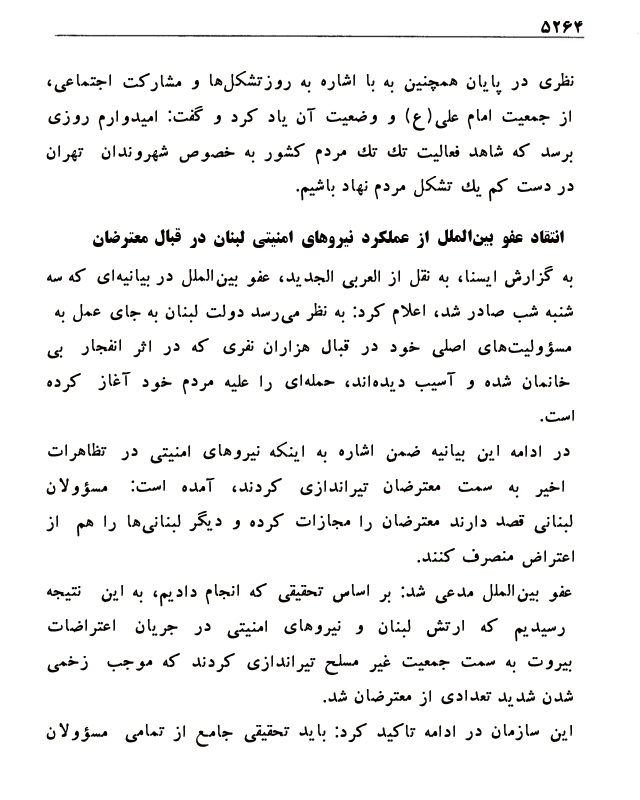 ۵۲۶۴
نظری در پایان همچنین به با اشاره به روزتشکل‌ها و مشارکت اجتماعی،
از جمعیت امام علی(ع) و وضعیت آن یاد کرد و گفت: امیدوارم روزی
برسد که شاهد فعالیت تك تك مردم کشور به خصوص شهروندان تهران
در دست کم یك تشکل مردم نهاد باشیم.
انتقاد عفو بین‌الملل از عملکرد نیروهای امنیتی لبنان در قبال معترضان
به گزارش ایسنا، به نقل از العربی الجدید، عفو بین‌الملل در بیانیه‌ای که سه
شنبه شب صادر شد، اعلام کرد: به نظر می‌رسد دولت لبنان به جای عمل به
مسؤولیت‌های اصلی خود در قبال هزاران نفری که در اثر انفجار بی
خانمان شده و آسیب دیده‌اند، حمله‌ای را علیه مردم خود آغاز کرده
است.
در ادامه این بیانیه ضمن اشاره به اینکه نیروهای امنیتی در تظاهرات
اخیر به سمت معترضان تیراندازی کردند، آمده است: مسؤولان
لبنانی قصد دارند معترضان را مجازات کرده و دیگر لبنانی‌ها را هم از
اعتراض منصرف کنند.
عفو بین‌الملل مدعی شد: بر اساس تحقیقی که انجام دادیم، به این نتیجه
رسیدیم که ارتش لبنان و نیروهای امنیتی در جریان اعتراضات
بیروت به سمت جمعیت غیر مسلح تیراندازی کردند که موجب زخمی
شدن شدید تعدادی از معترضان شد.
این سازمان در ادامه تاکید کرد: باید تحقیقی جامع از تمامی مسؤولان